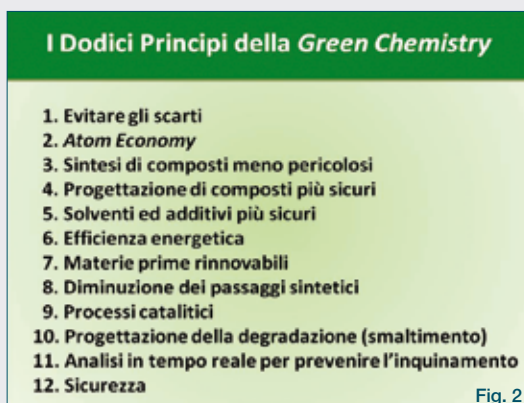 I Dodici Principi della Green Chemistry
1. Evitare gli scarti
2. Atom Economy
3. Sintesi di composti meno pericolosi
4. Progettazione di composti più sicuri
5. Solventi ed additivi più sicuri
6. Efficienza energetica
7. Materie prime rinnovabili
8. Diminuzione dei passaggi sintetici
9. Processi catalitici
10. Progettazione della degradazione (smaltimento)
11. Analisi in tempo reale per prevenire l'inquinamento
12. Sicurezza
Fig. 2